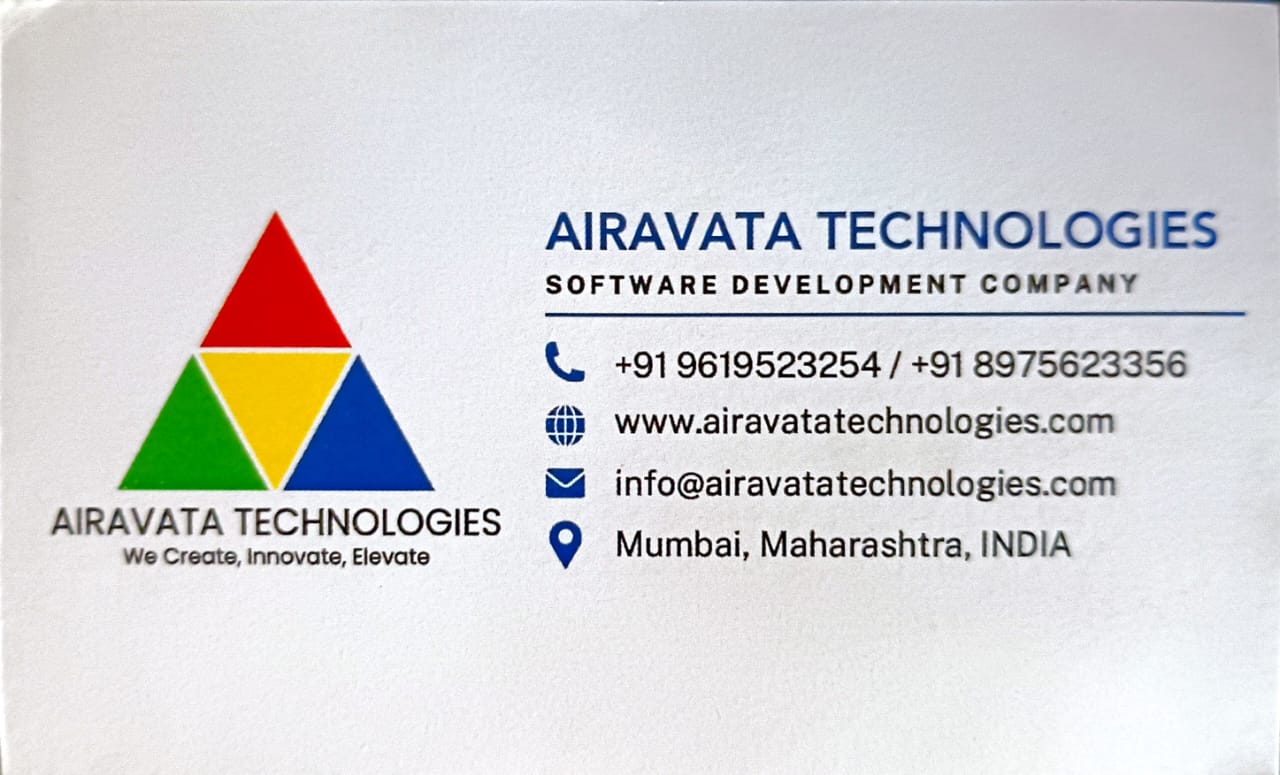 AIRAVATA TECHNOLOGIES
We Create, Innovate, Elevate
AIRAVATA TECHNOLOGIES
SOFTWARE DEVELOPMENT COMPANY
+91 9619523254 / +91 8975623356
www.airavatatechnologies.com
info@airavatatechnologies.com
Mumbai, Maharashtra, INDIA